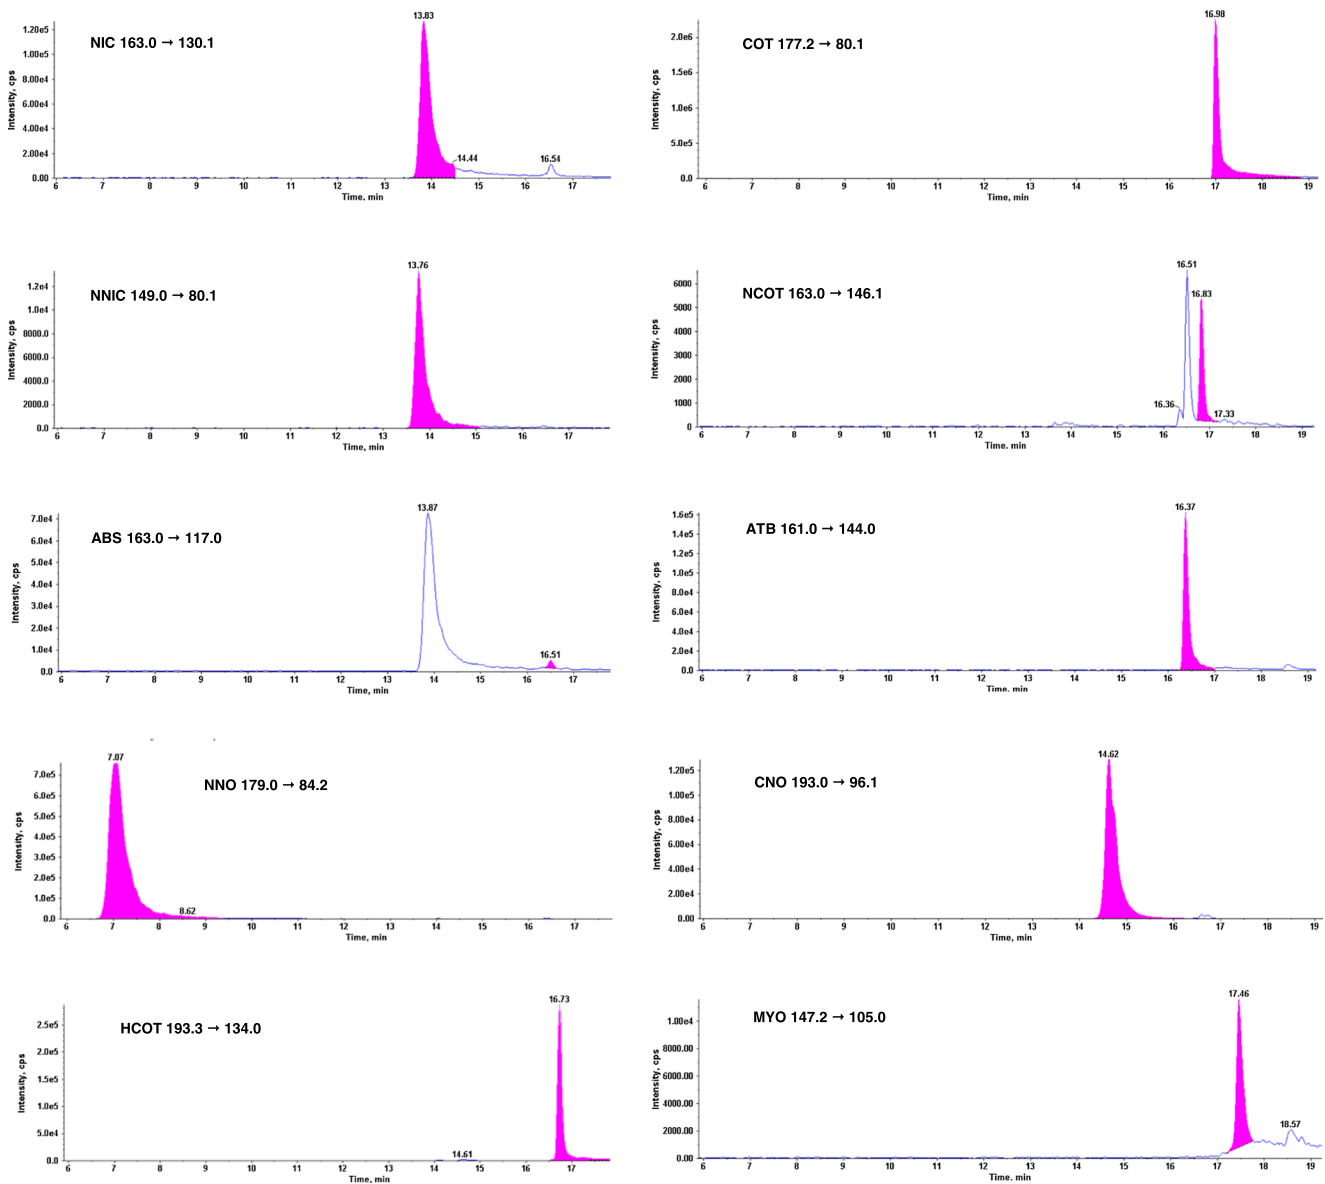 13.83
NIC 163.0 → 130.1
1.20e5
1.00e5
8.00e4
6.00e4
4.00e4
2.00e4
0.00
Intensity, cps
14.44
16.54
6 7 8 9 10 11 12 13 14 15 16 17
Time, min
16.98
COT 177.2 → 80.1
2.0e6
1.5e6
1.0e6
5.0e5
0.0
Intensity, cps
6 7 8 9 10 11 12 13 14 15 16 17 18 19
Time, min
13.76
NNIC 149.0 → 80.1
1.2e4
1.0e4
8000.0
6000.0
4000.0
2000.0
0.0
Intensity, cps
6 7 8 9 10 11 12 13 14 15 16 17
Time, min
16.51
NCOT 163.0 → 146.1
16.83
6000
5000
4000
3000
2000
1000
0
Intensity, cps
16.36
17.33
6 7 8 9 10 11 12 13 14 15 16 17 18 19
Time, min
13.87
ABS 163.0 → 117.0
7.0e4
6.0e4
5.0e4
4.0e4
3.0e4
2.0e4
1.0e4
0.0
Intensity, cps
16.51
6 7 8 9 10 11 12 13 14 15 16 17
Time, min
16.37
ATB 161.0 → 144.0
1.6e5
1.4e5
1.2e5
1.0e5
8.0e4
6.0e4
4.0e4
2.0e4
0.0
Intensity, cps
6 7 8 9 10 11 12 13 14 15 16 17 18 19
Time, min
7.07
NNO 179.0 → 84.2
7.0e5
6.0e5
5.0e5
4.0e5
3.0e5
2.0e5
1.0e5
0.0
Intensity, cps
8.62
6 7 8 9 10 11 12 13 14 15 16 17
Time, min
14.62
CNO 193.0 → 96.1
1.20e5
1.00e5
8.00e4
6.00e4
4.00e4
2.00e4
0.00
Intensity, cps
6 7 8 9 10 11 12 13 14 15 16 17 18 19
Time, min
16.73
HCOT 193.3 → 134.0
2.5e5
2.0e5
1.5e5
1.0e5
5.0e4
0.0
Intensity, cps
14.61
6 7 8 9 10 11 12 13 14 15 16 17
Time, min
17.46
MYO 147.2 → 105.0
1.00e4
8000.00
6000.00
4000.00
2000.00
0.00
Intensity, cps
18.57
6 7 8 9 10 11 12 13 14 15 16 17 18 19
Time, min